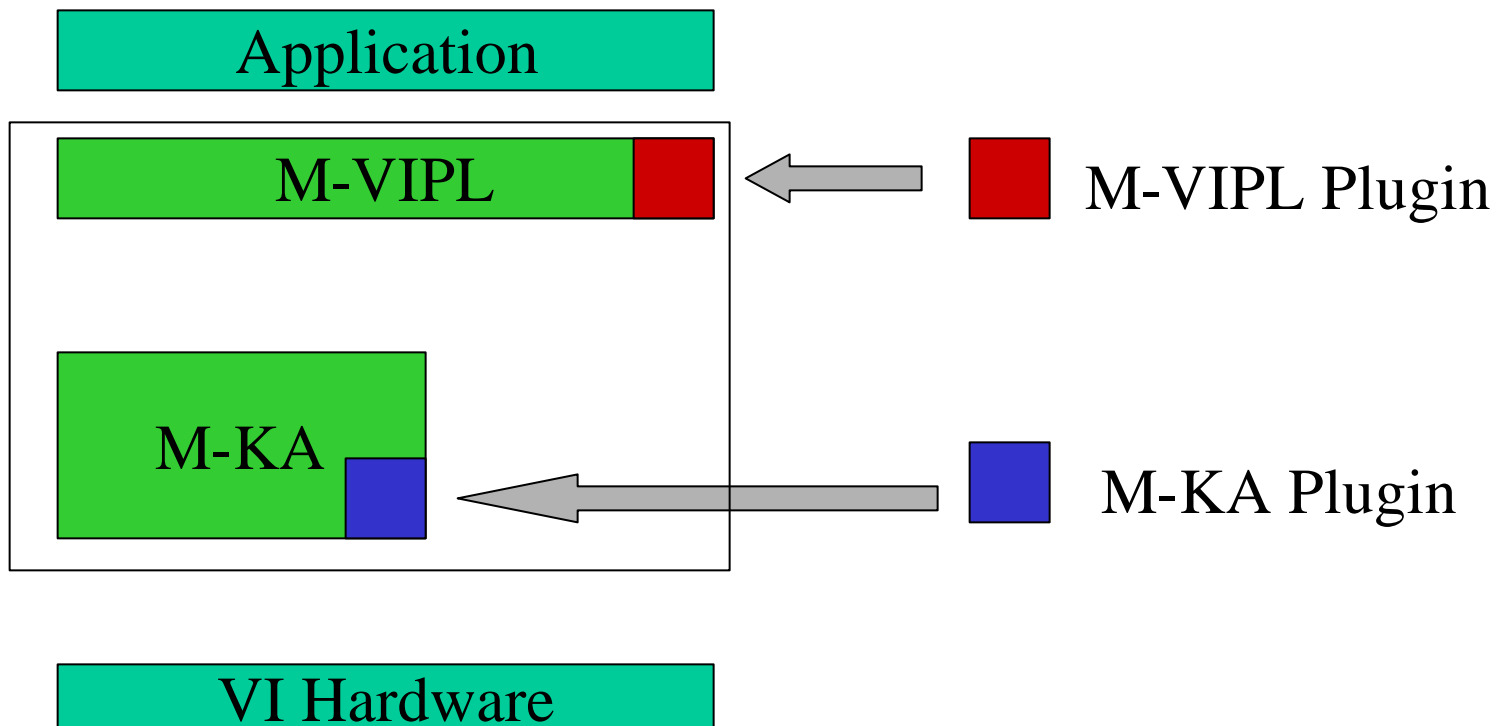 Application
M-VIPL
M-VIPL Plugin
M-KA
M-KA Plugin
VI Hardware